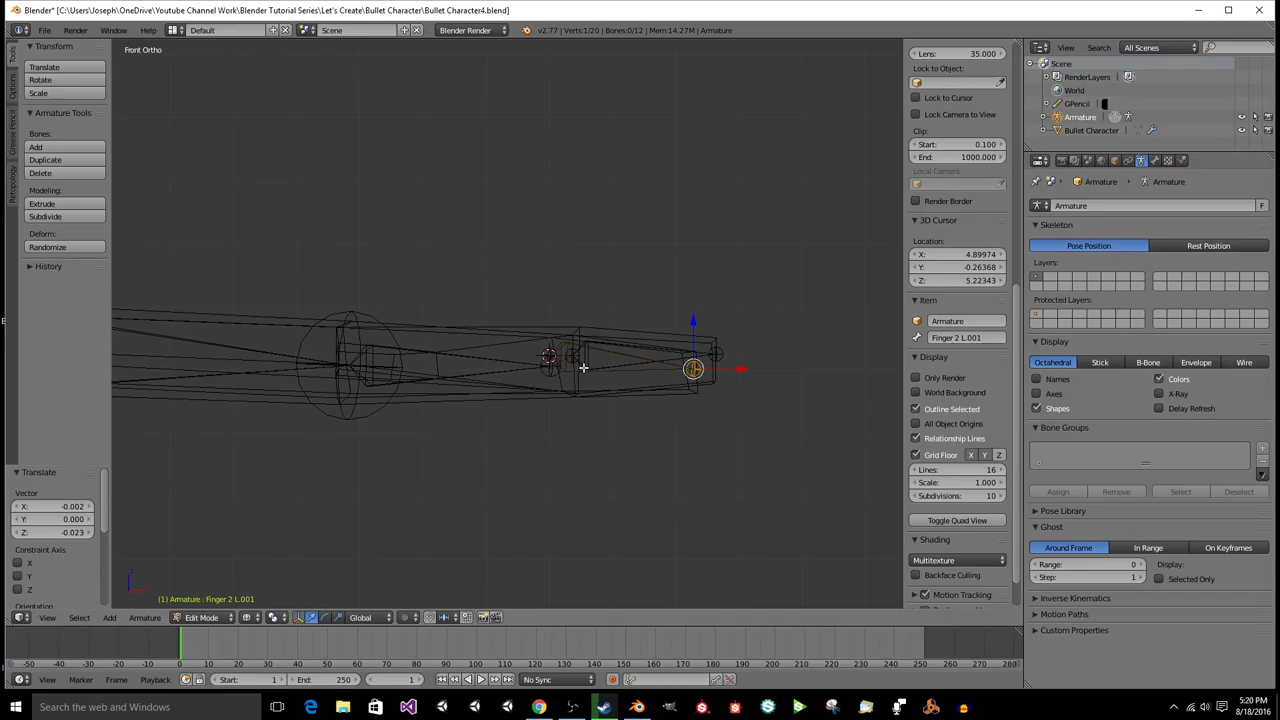 Blender* [C:\Users\Joseph\OneDrive\Youtube Channel Work\Blender Tutorial Series\Let's Create\Bullet Character\Bullet Character4.blend]
File Render Window Help Default Scene Blender Render v2.77 | Verts:1/20 | Bones:0/12 | Mem:14.27M | Armature
View Search All Scenes
Tools
Options
Grease Pencil
Retopology
Transform
Translate
Rotate
Scale
Armature Tools
Bones:
Add
Duplicate
Delete
Modeling:
Extrude
Subdivide
Deform:
Randomize
History
Translate
Vector
X: -0.002
Y: 0.000
Z: -0.023
Constraint Axis
X
Y
Z
Orientation
Front Ortho
(1) Armature : Finger 2 L.001
Lens: 35.000
Lock to Object:
Lock to Cursor
Lock Camera to View
Clip:
Start: 0.100
End: 1000.000
Local Camera:
Render Border
3D Cursor
Location:
X: 4.89974
Y: -0.26368
Z: 5.22343
Item
Armature
Finger 2 L.001
Display
Only Render
World Background
Outline Selected
All Object Origins
Relationship Lines
Grid Floor X Y Z
Lines: 16
Scale: 1.000
Subdivisions: 10
Toggle Quad View
Shading
Multitexture
Backface Culling
Motion Tracking
Scene
RenderLayers
World
GPencil
Armature
Bullet Character
Armature Armature
Armature F
Skeleton
Pose Position Rest Position
Layers:
Protected Layers:
Display
Octahedral Stick B-Bone Envelope Wire
Names Colors
Axes X-Ray
Shapes Delay Refresh
Bone Groups
Assign Remove Select Deselect
Pose Library
Ghost
Around Frame In Range On Keyframes
Range: 0 Display:
Step: 1 Selected Only
Inverse Kinematics
Motion Paths
Custom Properties
View Select Add Armature Edit Mode Global
-50 -40 -30 -20 -10 0 10 20 30 40 50 60 70 80 90 100 110 120 130 140 150 160 170 180 190 200 210 220 230 240 250 260 270 280
View Marker Frame Playback Start: 1 End: 250 1 No Sync
Search the web and Windows
5:20 PM
8/18/2016